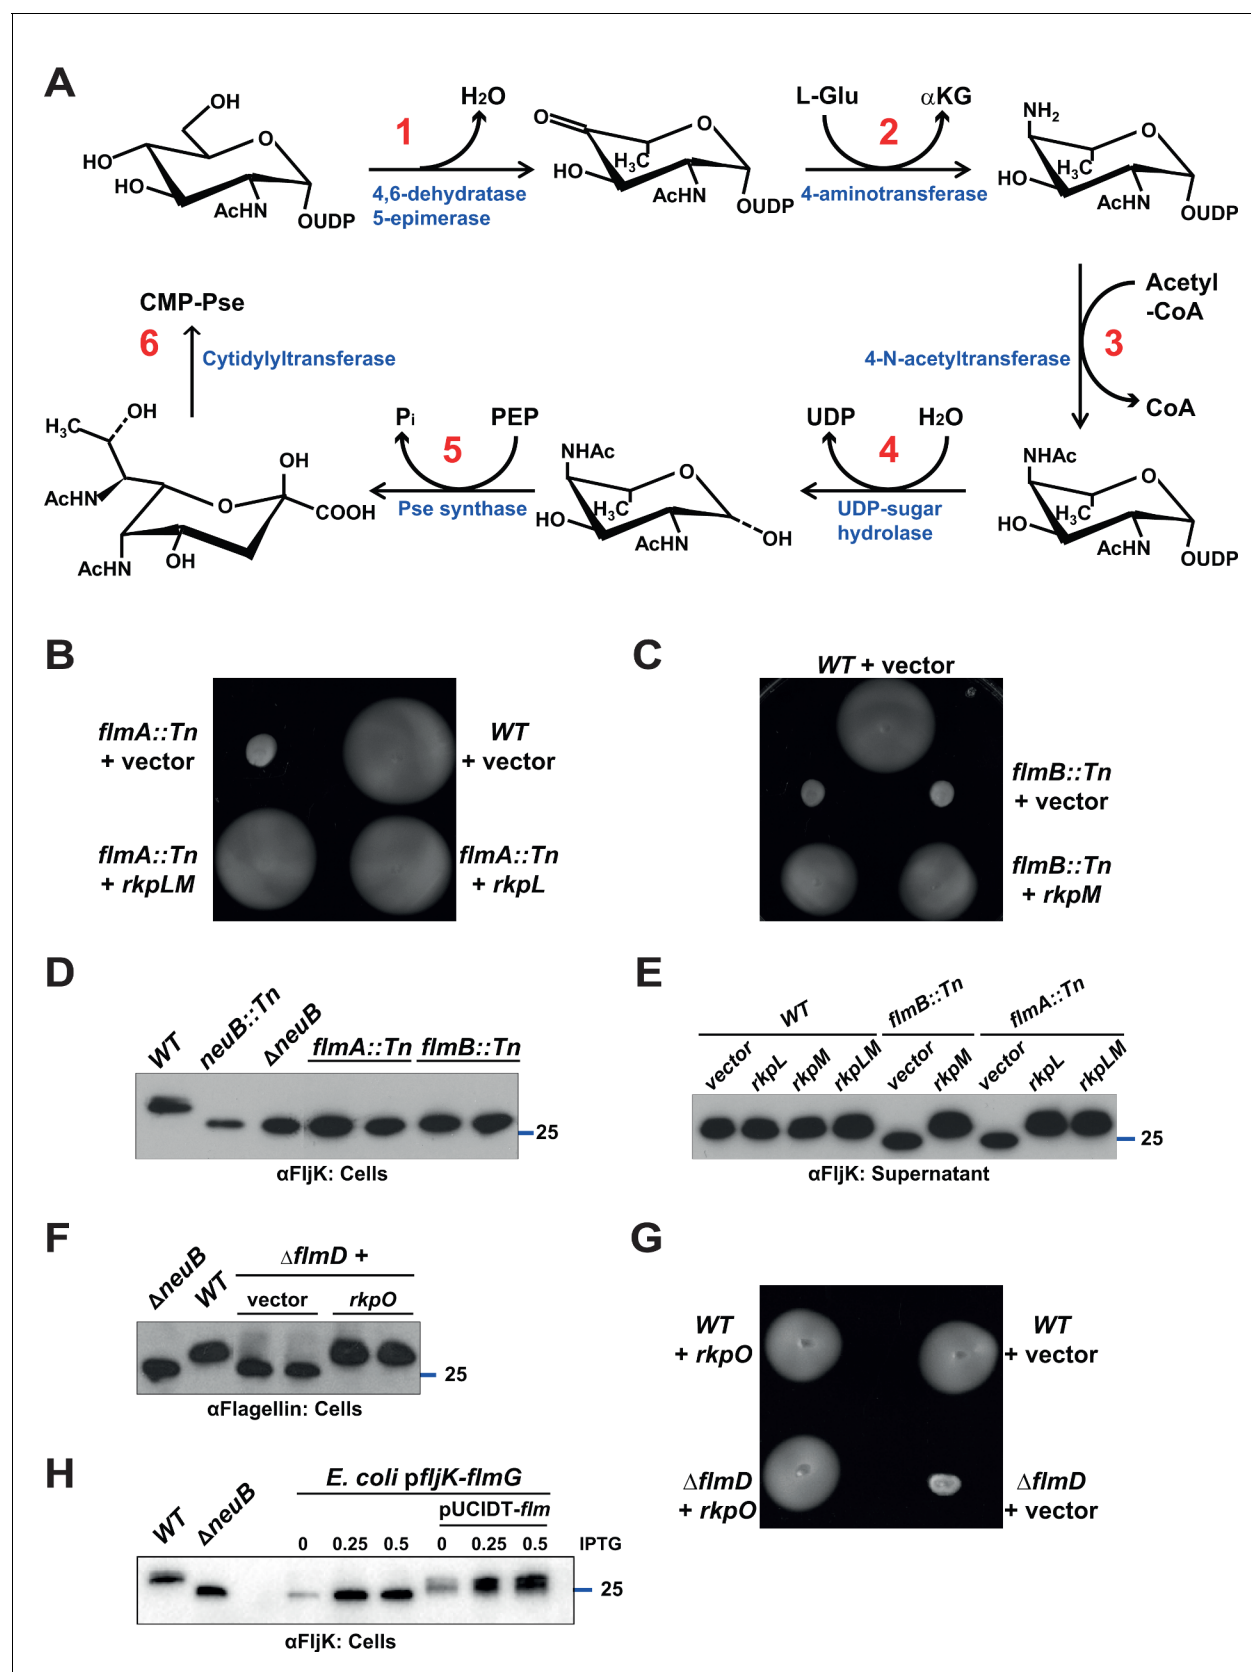 A
OH
O
HO
HO
AcHN
OUDP
1
H2O
4,6-dehydratase
5-epimerase
O
O
H3C
HO
AcHN
OUDP
L-Glu
αKG
2
4-aminotransferase
NH2
O
H3C
HO
AcHN
OUDP
Acetyl
-CoA
3
4-N-acetyltransferase
CoA
NHAc
O
H3C
HO
AcHN
OUDP
UDP
H2O
4
UDP-sugar
hydrolase
NHAc
O
H3C
HO
AcHN
OH
Pi
PEP
5
Pse synthase
OH
H3C
AcHN
O
OH
COOH
OH
AcHN
CMP-Pse
6
Cytidylyltransferase
B
flmA::Tn
+ vector
WT
+ vector
flmA::Tn
+ rkpLM
flmA::Tn
+ rkpL
C
WT + vector
flmB::Tn
+ vector
flmB::Tn
+ rkpM
D
WT
neuB::Tn
ΔneuB
flmA::Tn
flmB::Tn
25
αFljK: Cells
E
WT
flmB::Tn
flmA::Tn
vector
rkpL
rkpM
rkpLM
vector
rkpM
vector
rkpL
rkpLM
25
αFljK: Supernatant
F
ΔneuB
WT
ΔflmD +
vector
rkpO
25
αFlagellin: Cells
G
WT
+ rkpO
WT
+ vector
ΔflmD
+ rkpO
ΔflmD
+ vector
H
WT
ΔneuB
E. coli pfljK-flmG
pUCIDT-flm
0 0.25 0.5 0 0.25 0.5 IPTG
25
αFljK: Cells